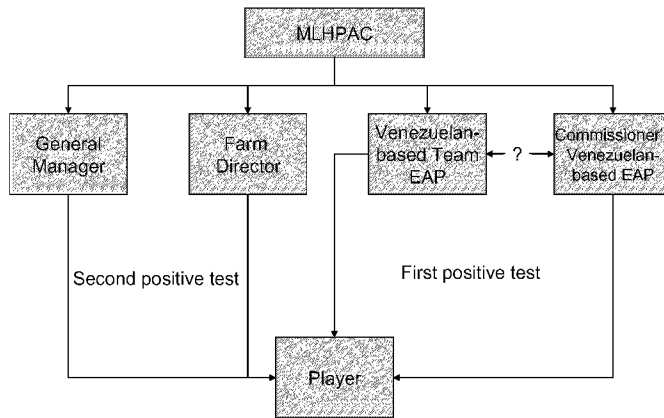 MLHPAC
General
Manager
Farm
Director
Venezuelan-
based Team
EAP
?
Commissioner
Venezuelan-
based EAP
Second positive test
First positive test
Player